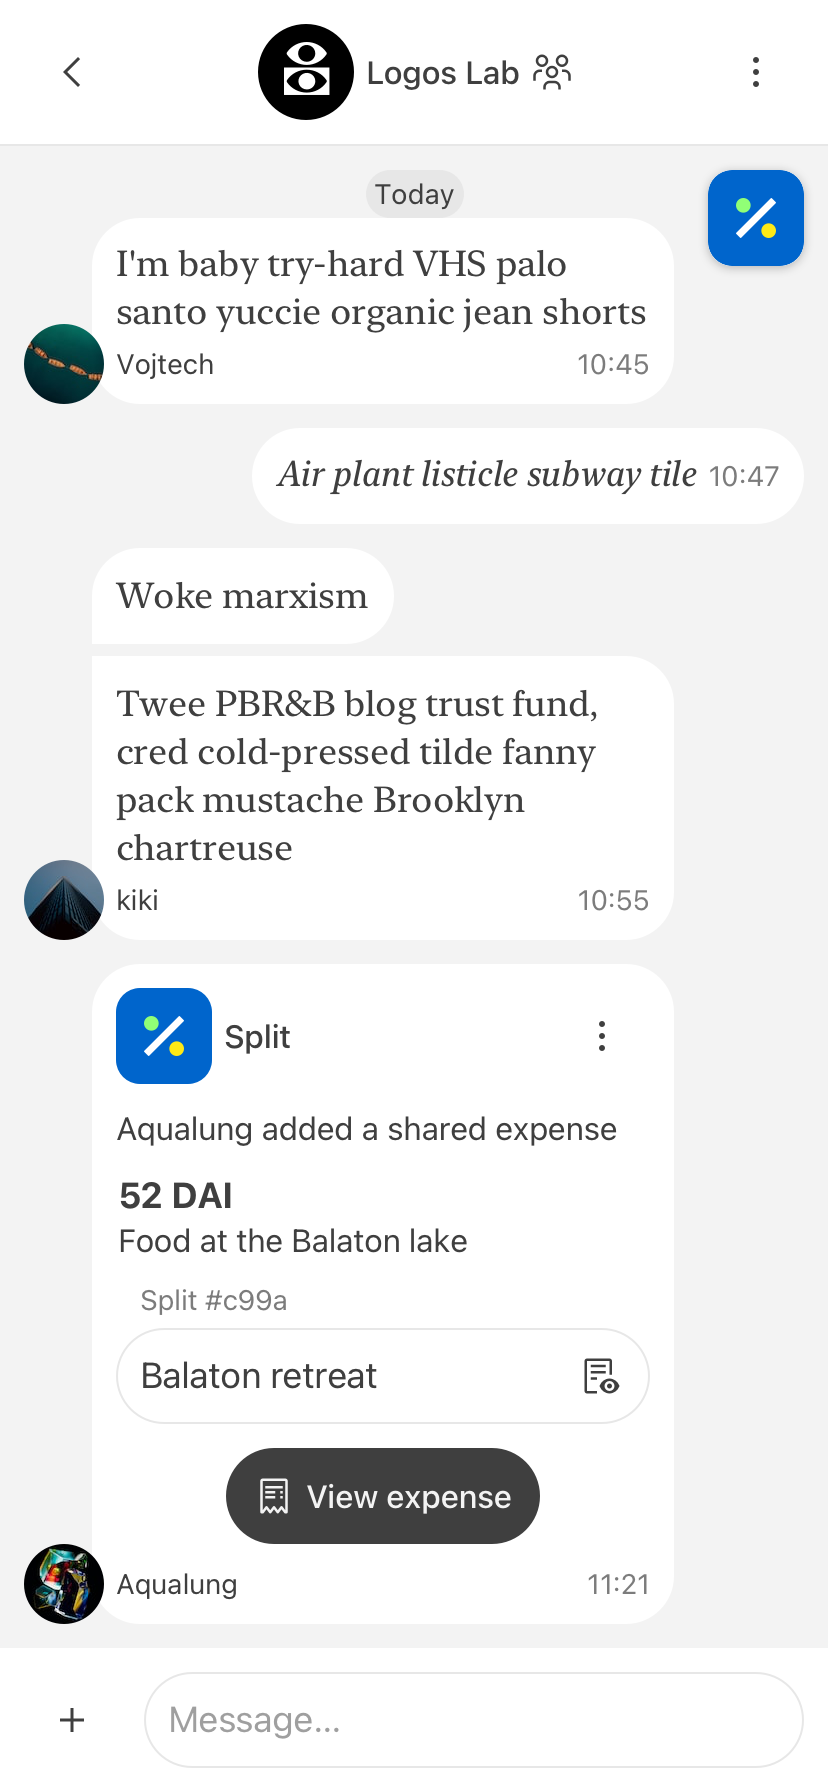 Logos Lab
Today
I'm baby try-hard VHS palo
santo yuccie organic jean shorts
Vojtech 10:45
Air plant listicle subway tile 10:47
Woke marxism
Twee PBR&B blog trust fund,
cred cold-pressed tilde fanny
pack mustache Brooklyn
chartreuse
kiki 10:55
Split
Aqualung added a shared expense
52 DAI
Food at the Balaton lake
Split #c99a
Balaton retreat
View expense
Aqualung 11:21
Message...